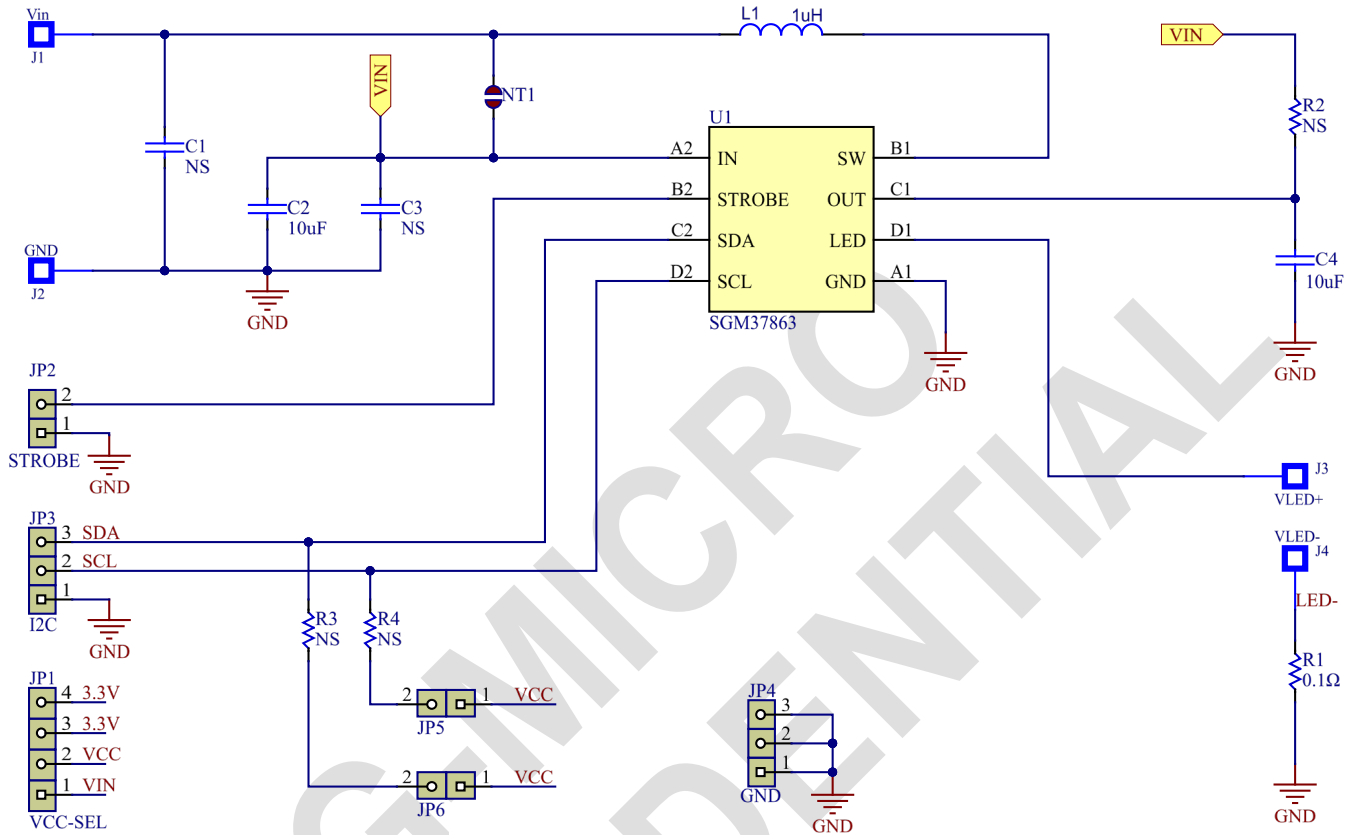 Vin
J1
L1 1uH
VIN
VIN
NT1
R2
NS
C1
NS
U1
A2 IN SW B1
B2 STROBE OUT C1
C2 SDA LED D1
D2 SCL GND A1
SGM37863
C2
10uF
C3
NS
GND
J2
GND
C4
10uF
GND
GND
JP2
2
1
STROBE
GND
J3
VLED+
JP3
3 SDA
2 SCL
1
I2C
GND
VLED-
J4
LED-
R3
NS
R4
NS
R1
0.1Ω
GND
JP1
4 3.3V
3 3.3V
2 VCC
1 VIN
VCC-SEL
2 1 VCC
JP5
2 1 VCC
JP6
JP4
3
2
1
GND
GND
G-MICRO
DENTIAL